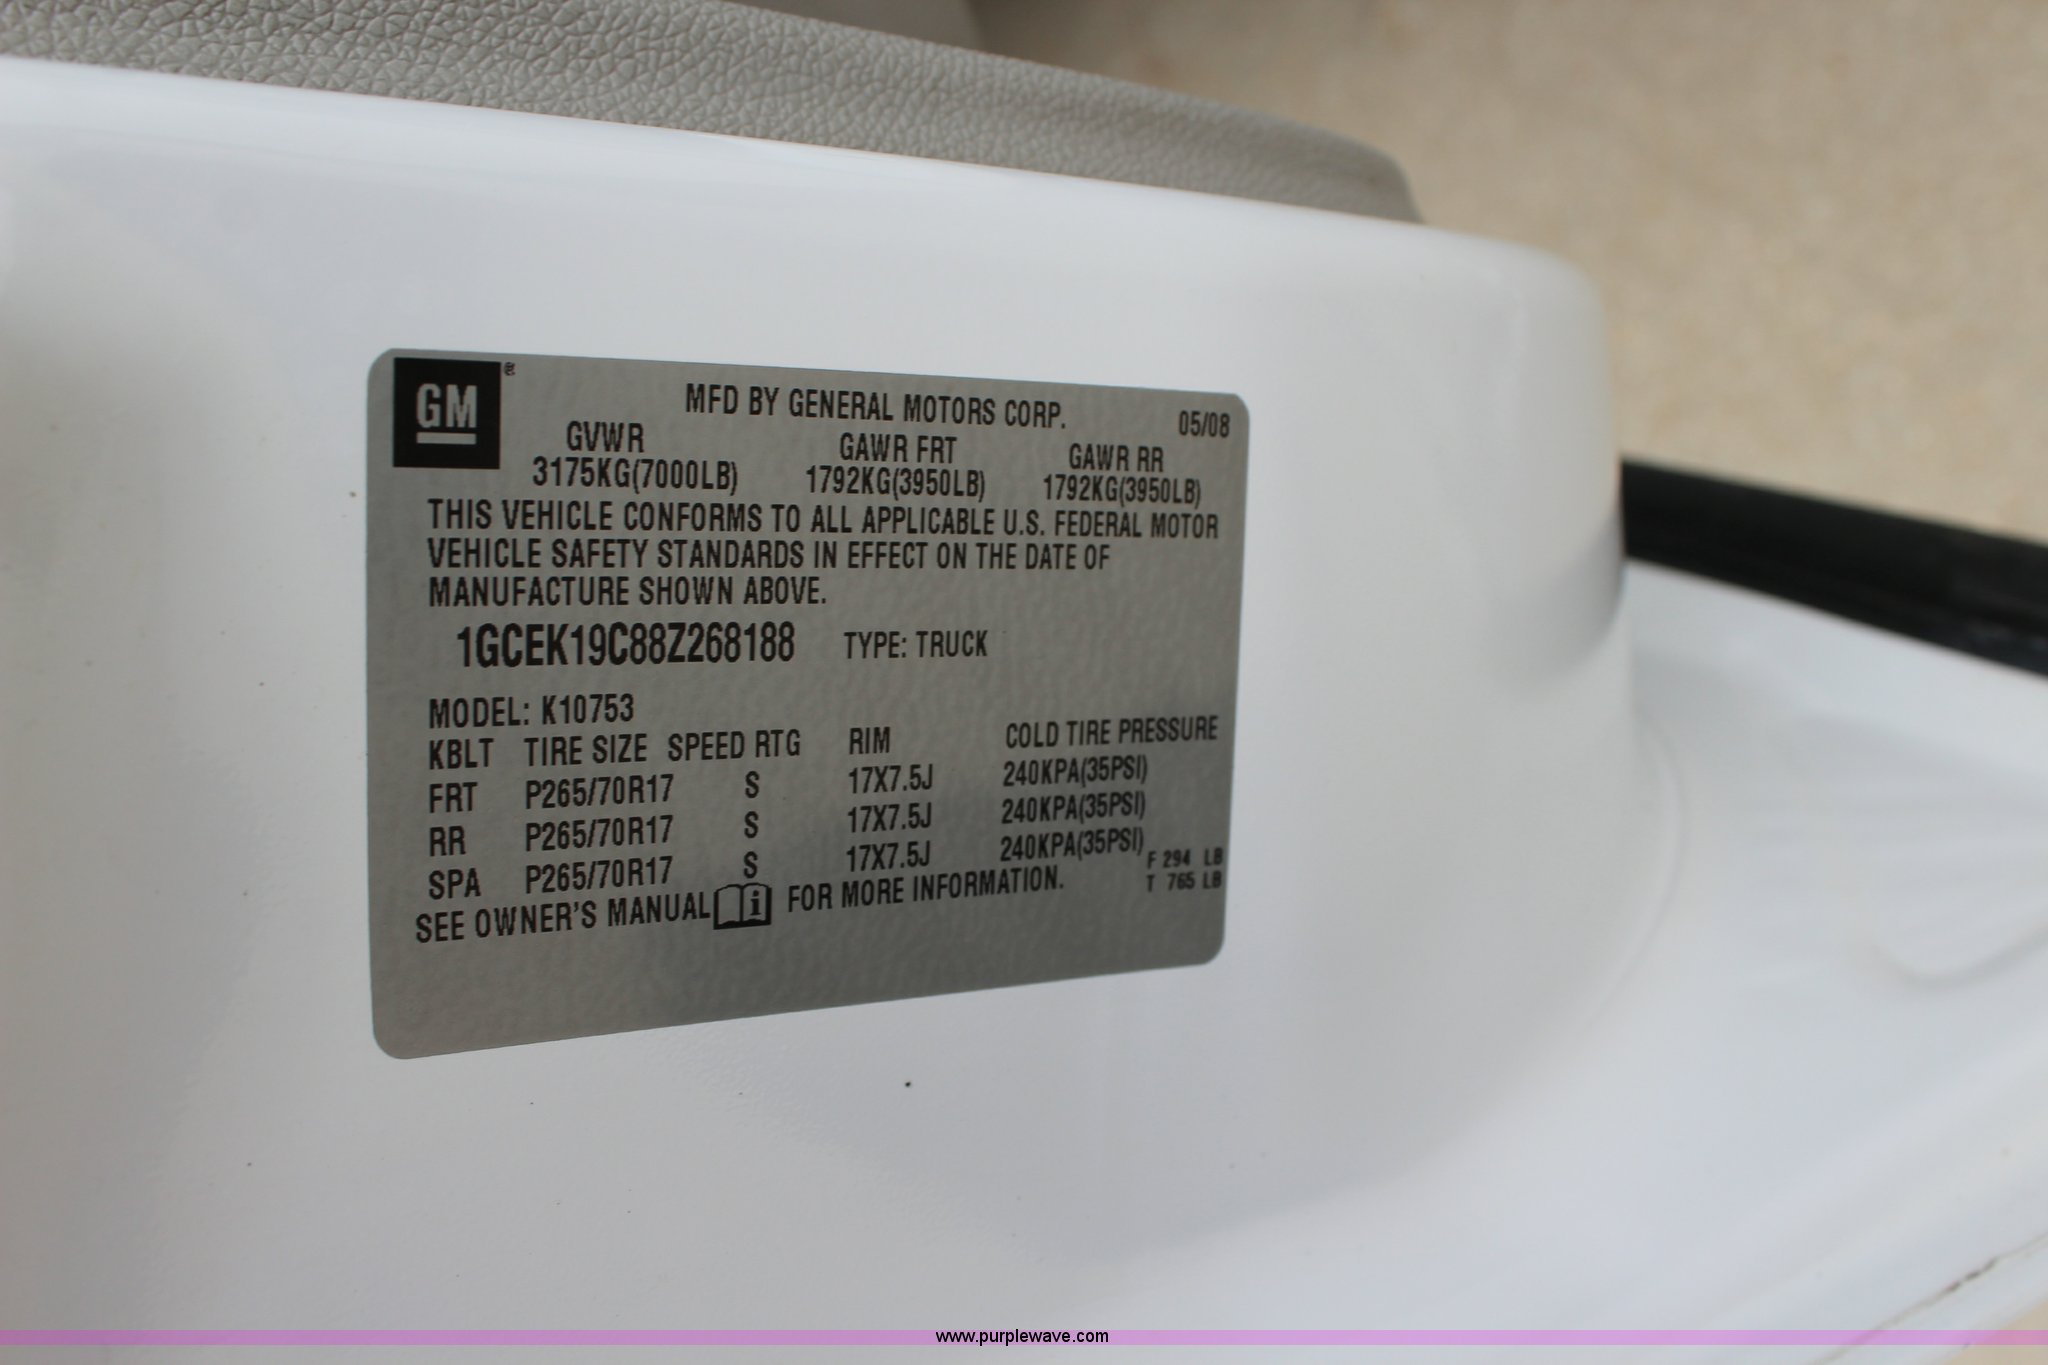 GM ®
MFD BY GENERAL MOTORS CORP. 05/08
GVWR GAWR FRT GAWR RR
3175KG(7000LB) 1792KG(3950LB) 1792KG(3950LB)
THIS VEHICLE CONFORMS TO ALL APPLICABLE U.S. FEDERAL MOTOR
VEHICLE SAFETY STANDARDS IN EFFECT ON THE DATE OF
MANUFACTURE SHOWN ABOVE.
1GCEK19C88Z268188 TYPE: TRUCK
MODEL: K10753
KBLT TIRE SIZE SPEED RTG RIM COLD TIRE PRESSURE
FRT P265/70R17 S 17X7.5J 240KPA(35PSI)
RR P265/70R17 S 17X7.5J 240KPA(35PSI)
SPA P265/70R17 S 17X7.5J 240KPA(35PSI)
F 294 LB
T 765 LB
SEE OWNER'S MANUAL i FOR MORE INFORMATION.
www.purplewave.com